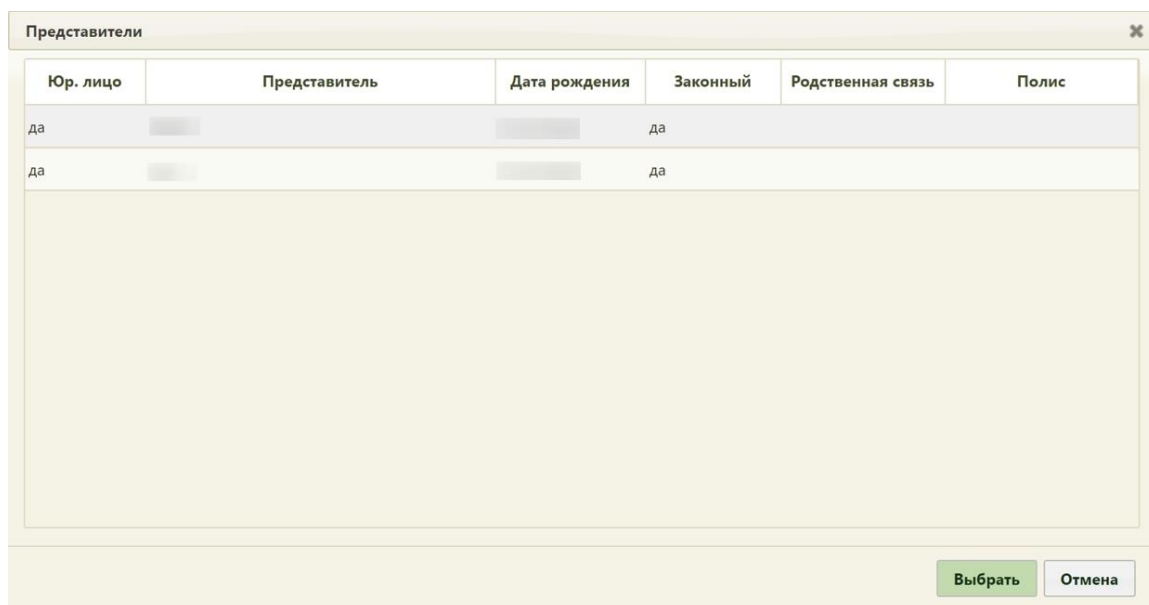 Представители
Юр. лицо Представитель Дата рождения Законный Родственная связь Полис
да да
да да
Выбрать Отмена